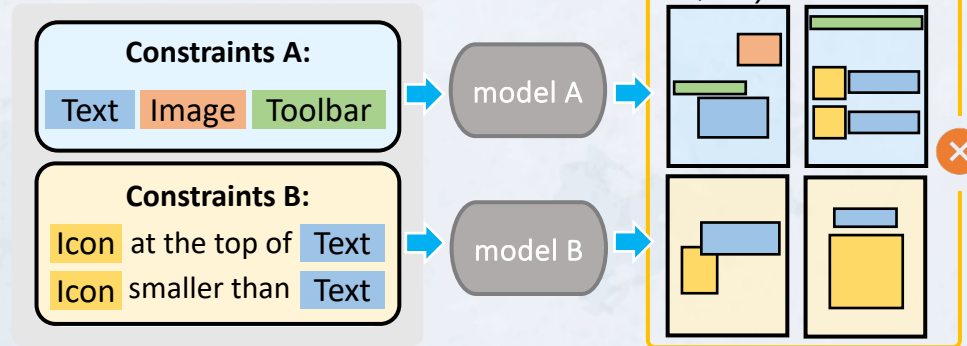 Constraints A:
Text Image Toolbar
model A
Constraints B:
Icon at the top of Text
Icon smaller than Text
model B